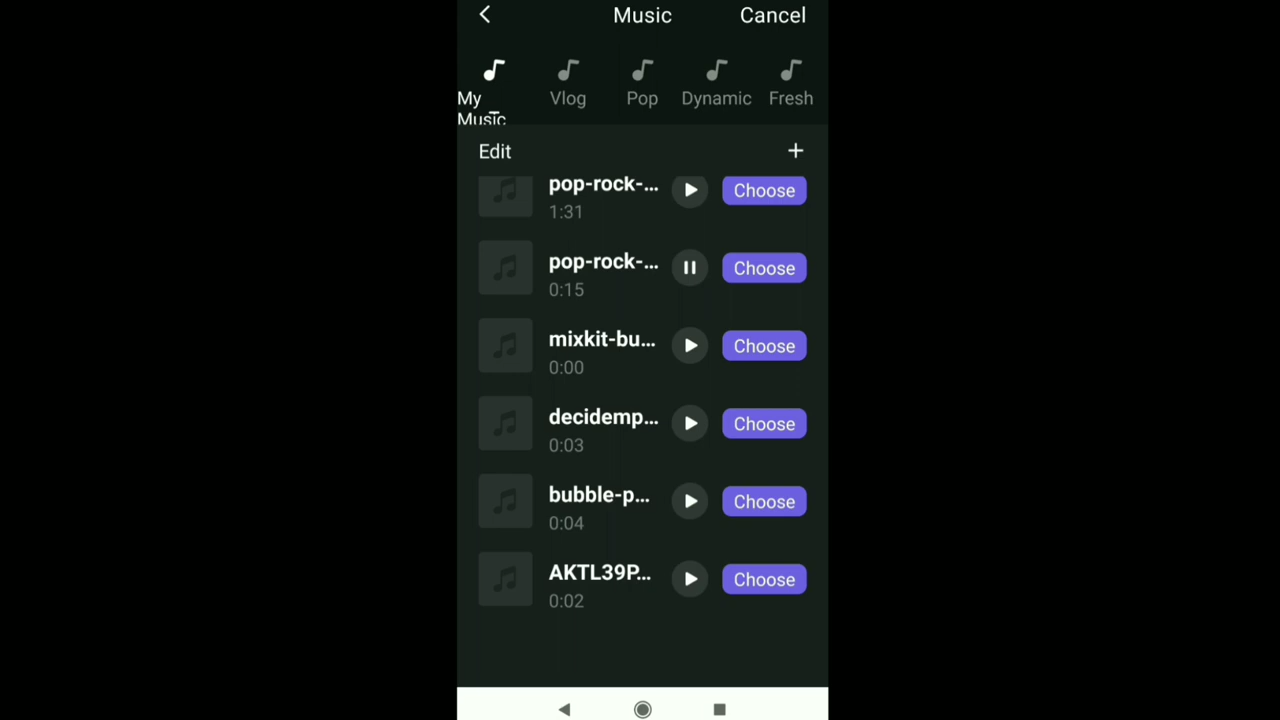 Music Cancel
My Music Vlog Pop Dynamic Fresh
Edit +
pop-rock-... Choose
1:31
pop-rock-... Choose
0:15
mixkit-bu... Choose
0:00
decidemp... Choose
0:03
bubble-p... Choose
0:04
AKTL39P... Choose
0:02